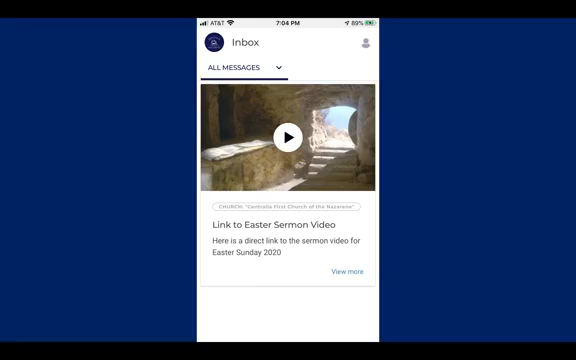 AT&T 7:04 PM 89%
Inbox
ALL MESSAGES
CHURCH: "Centralia First Church of the Nazarene"
Link to Easter Sermon Video
Here is a direct link to the sermon video for
Easter Sunday 2020
View more